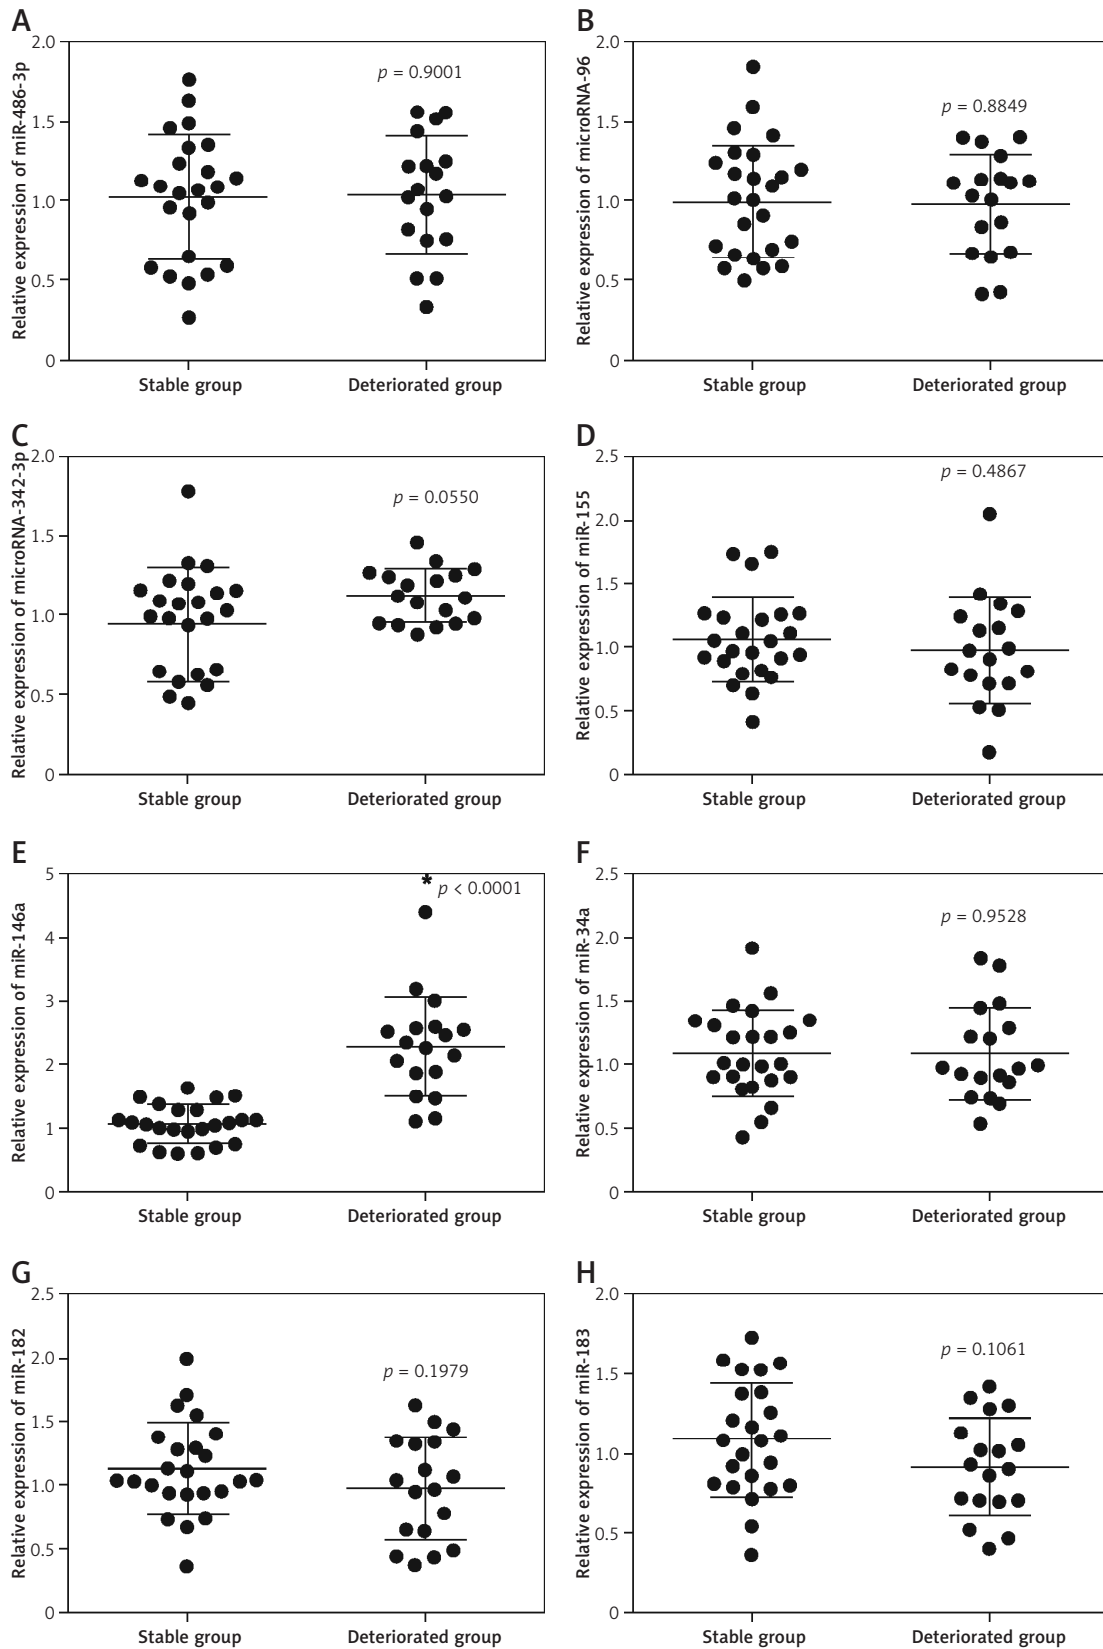 A
Relative expression of miR-486-3p
2.0
1.5
1.0
0.5
0
p = 0.9001
Stable group
Deteriorated group
B
Relative expression of microRNA-96
2.0
1.5
1.0
0.5
0
p = 0.8849
Stable group
Deteriorated group
C
Relative expression of microRNA-342-3p
2.0
1.5
1.0
0.5
0
p = 0.0550
Stable group
Deteriorated group
D
Relative expression of miR-155
2.5
2.0
1.5
1.0
0.5
0
p = 0.4867
Stable group
Deteriorated group
E
Relative expression of miR-146a
5
4
3
2
1
0
* p < 0.0001
Stable group
Deteriorated group
F
Relative expression of miR-34a
2.5
2.0
1.5
1.0
0.5
0
p = 0.9528
Stable group
Deteriorated group
G
Relative expression of miR-182
2.5
2.0
1.5
1.0
0.5
0
p = 0.1979
Stable group
Deteriorated group
H
Relative expression of miR-183
2.0
1.5
1.0
0.5
0
p = 0.1061
Stable group
Deteriorated group